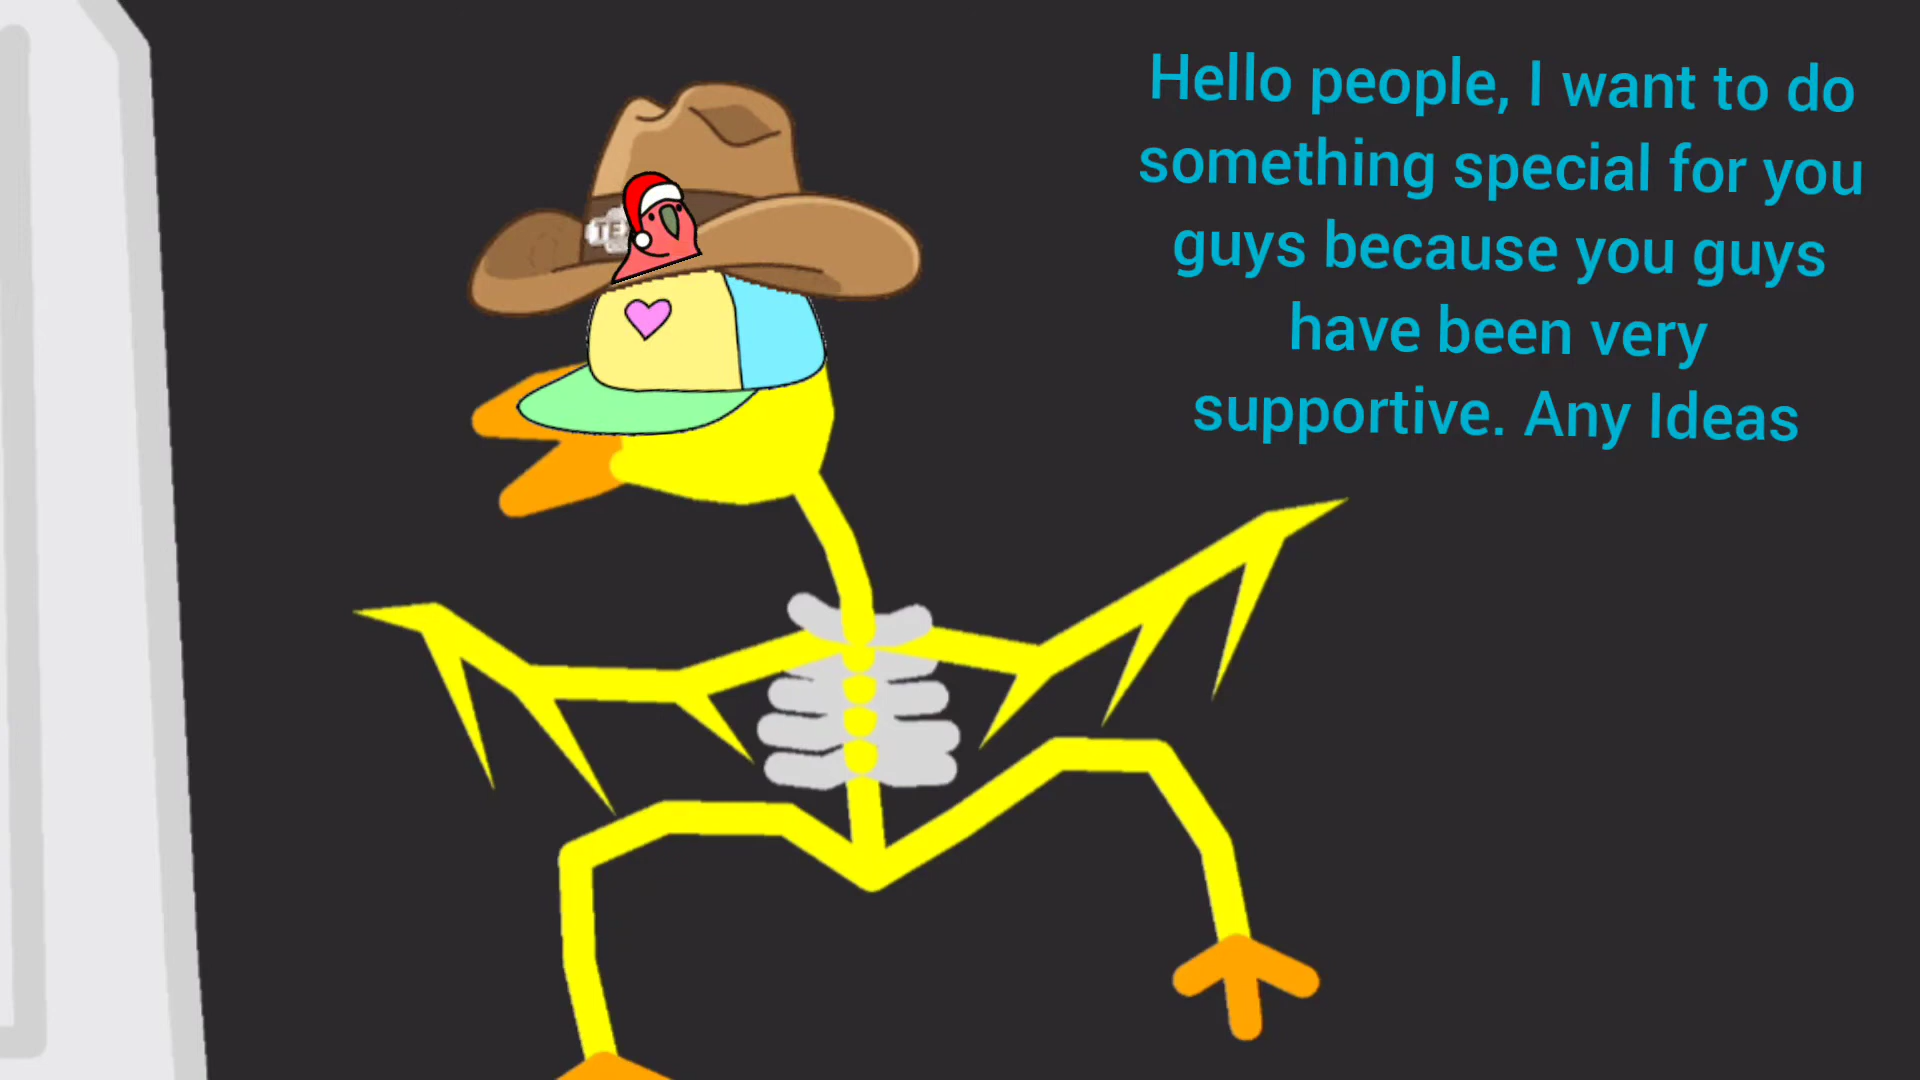 Hello people, I want to do
something special for you
guys because you guys
have been very
supportive. Any Ideas
TE